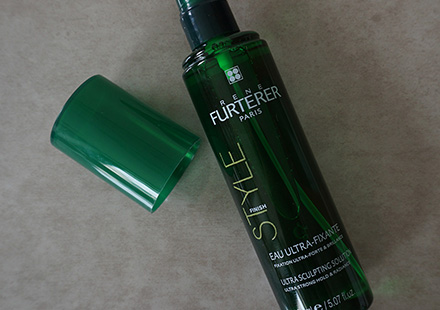 RENE
FURTERER
PARIS
STYLE
FINISH
EAU ULTRA-FIXANTE
FIXATION ULTRA-FORTE & BRILLANCE
ULTRA SCULPTING SOLUTION
ULTRA STRONG HOLD & RADIANCE
/ 5.07 fl.oz